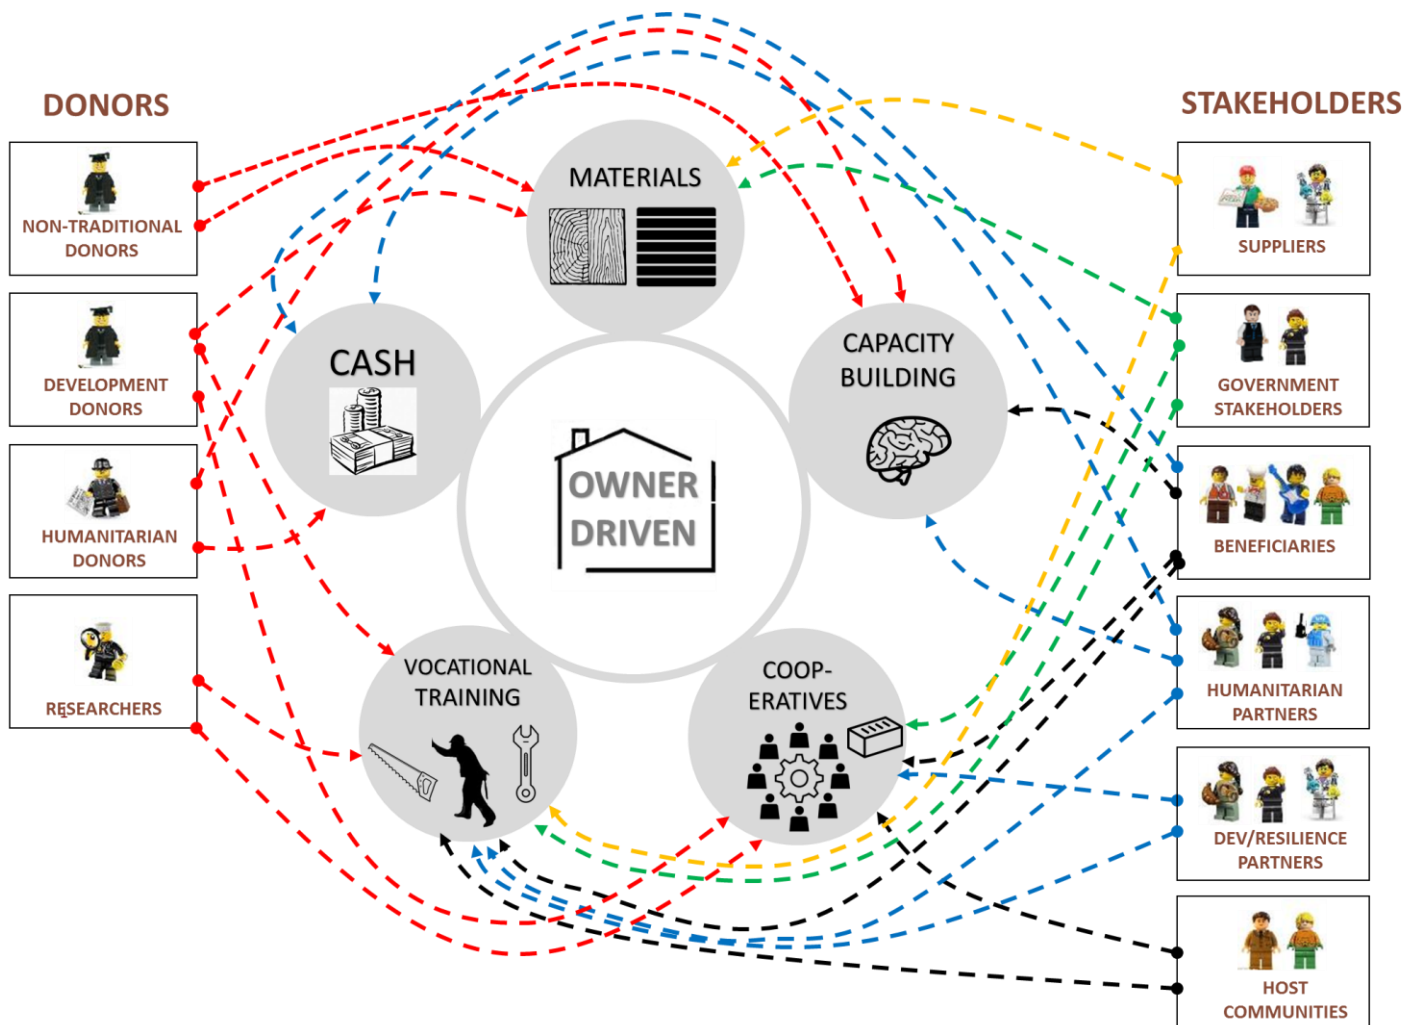 DONORS
NON-TRADITIONAL
DONORS
DEVELOPMENT
DONORS
HUMANITARIAN
DONORS
RESEARCHERS
MATERIALS
CASH
CAPACITY
BUILDING
OWNER
DRIVEN
VOCATIONAL
TRAINING
COOP-
ERATIVES
STAKEHOLDERS
SUPPLIERS
GOVERNMENT
STAKEHOLDERS
BENEFICIARIES
HUMANITARIAN
PARTNERS
DEV/RESILIENCE
PARTNERS
HOST
COMMUNITIES